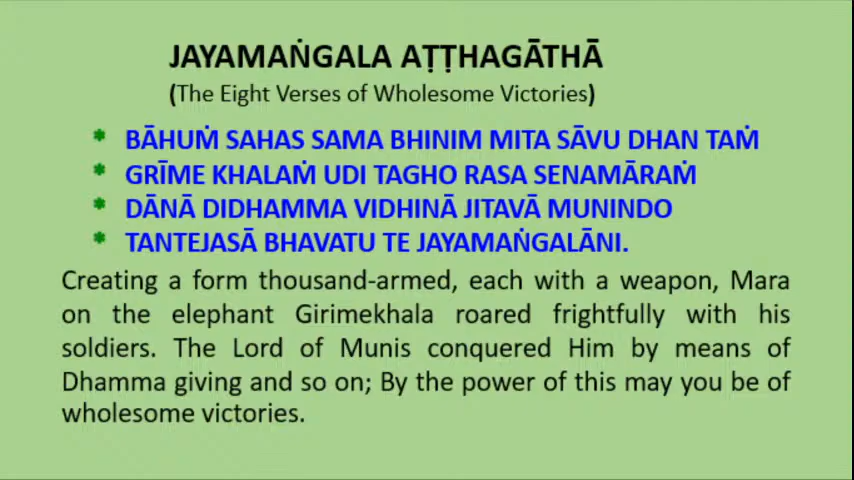 JAYAMAṄGALA AṬṬHAGĀTHĀ
(The Eight Verses of Wholesome Victories)
* BĀHUṀ SAHAS SAMA BHINIM MITA SĀVU DHAN TAṀ
* GRĪME KHALAṀ UDI TAGHO RASA SENAMĀRAṀ
* DĀNĀ DIDHAMMA VIDHINĀ JITAVĀ MUNINDO
* TANTEJASĀ BHAVATU TE JAYAMAṄGALĀNI.
Creating a form thousand-armed, each with a weapon, Mara
on the elephant Girimekhala roared frightfully with his
soldiers. The Lord of Munis conquered Him by means of
Dhamma giving and so on; By the power of this may you be of
wholesome victories.